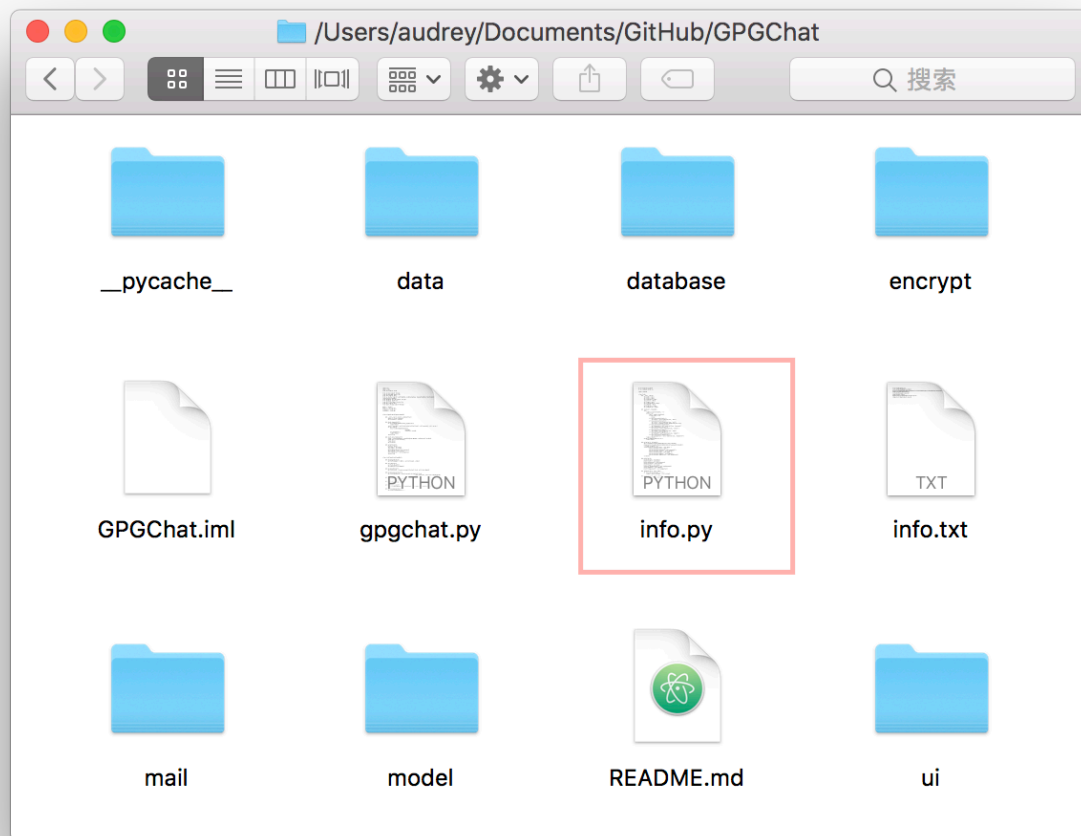 /Users/audrey/Documents/GitHub/GPGChat
搜索
__pycache__
data
database
encrypt
PYTHON
PYTHON
TXT
GPGChat.iml
gpgchat.py
info.py
info.txt
mail
model
README.md
ui